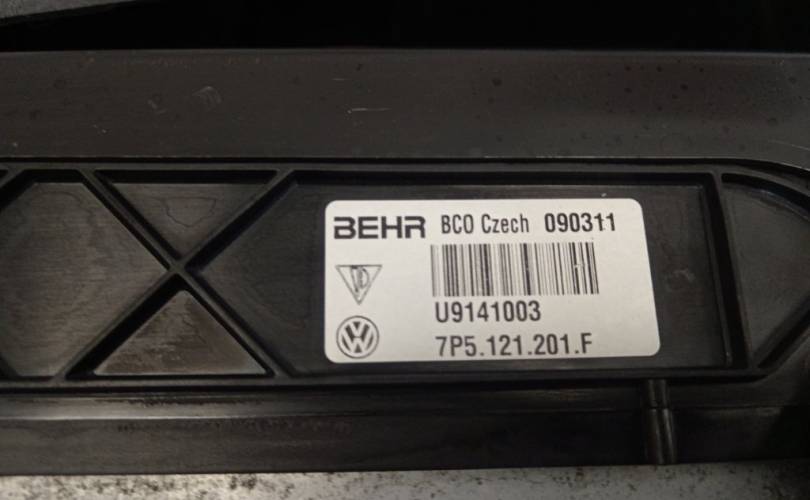 BEHR BCO Czech 090311
U9141003
7P5.121.201.F